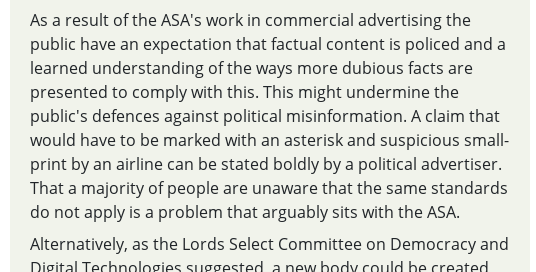 As a result of the ASA's work in commercial advertising the
public have an expectation that factual content is policed and a
learned understanding of the ways more dubious facts are
presented to comply with this. This might undermine the
public's defences against political misinformation. A claim that
would have to be marked with an asterisk and suspicious small-
print by an airline can be stated boldly by a political advertiser.
That a majority of people are unaware that the same standards
do not apply is a problem that arguably sits with the ASA.
Alternatively, as the Lords Select Committee on Democracy and
Digital Technologies suggested, a new body could be created